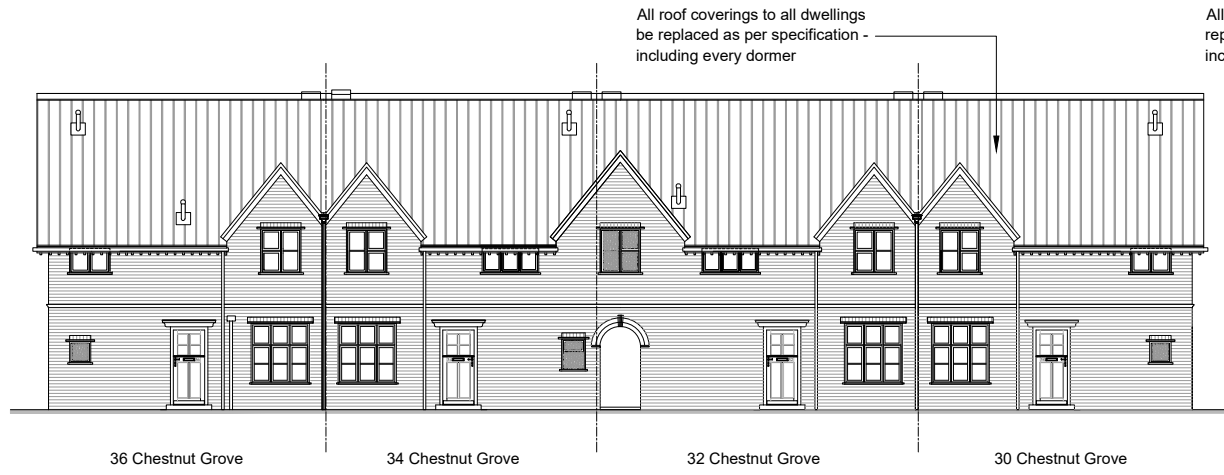 All roof coverings to all dwellings
be replaced as per specification -
including every dormer
All
36 Chestnut Grove
34 Chestnut Grove
32 Chestnut Grove
30 Chestnut Grove